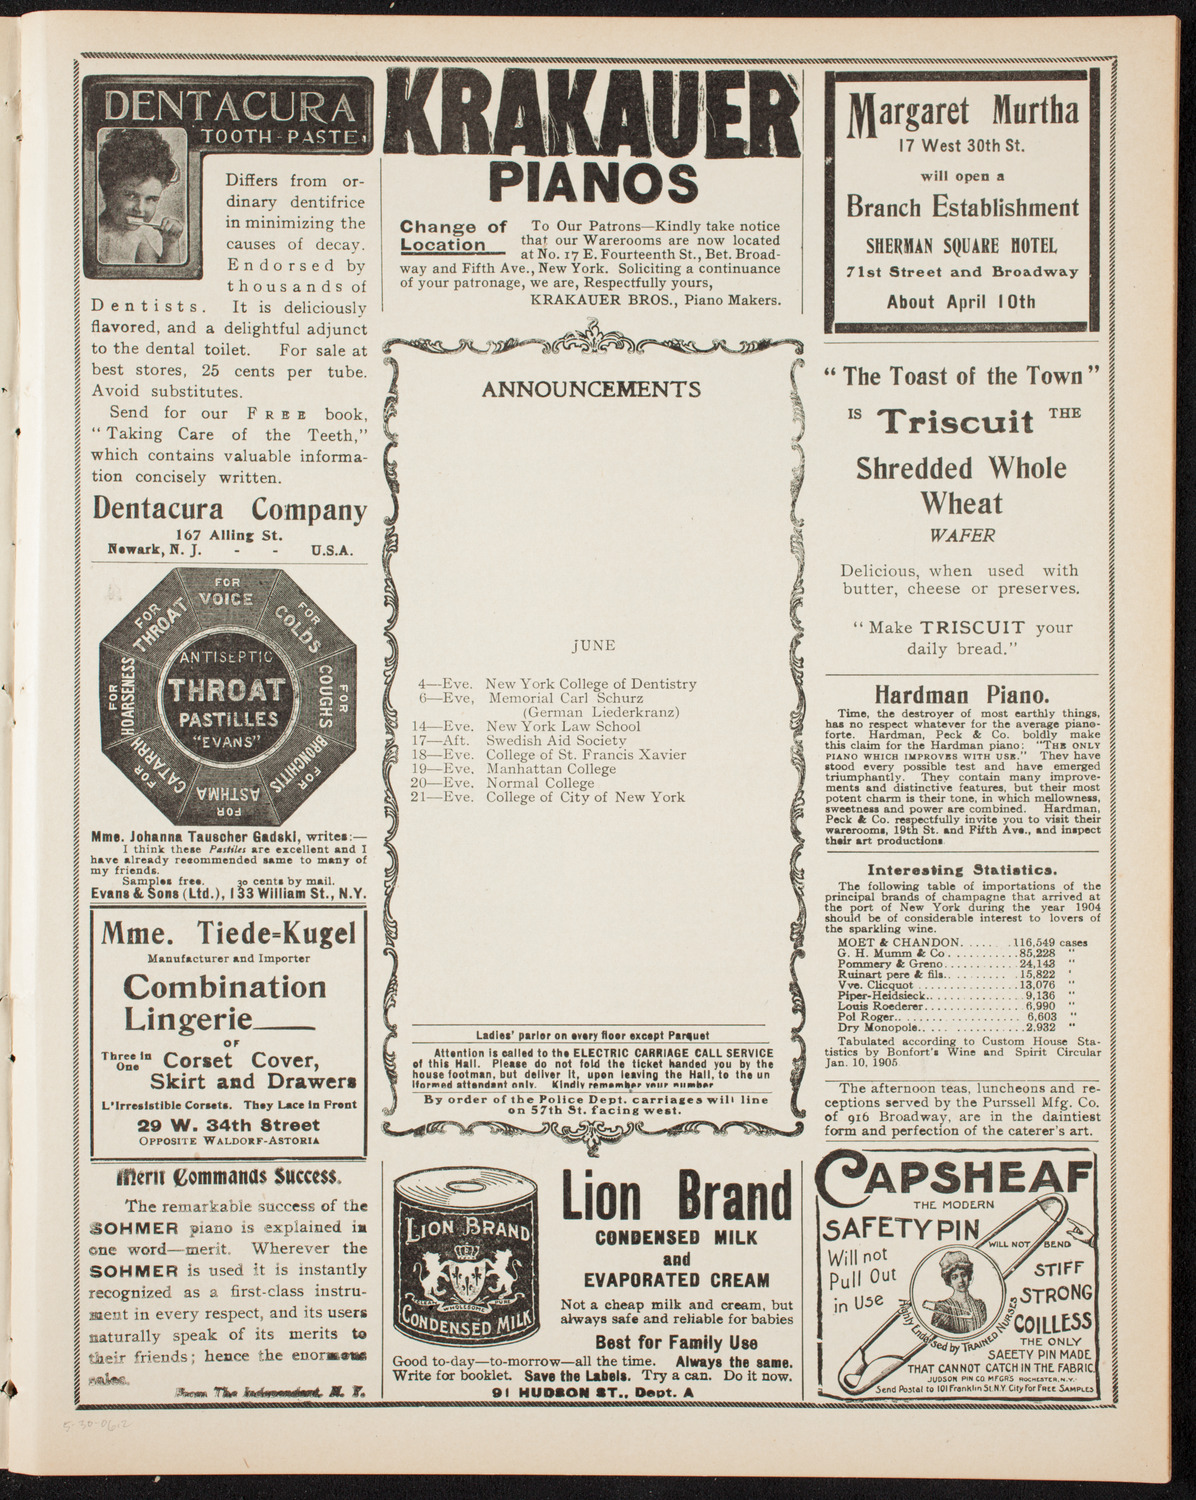 DENTACURA
TOOTH-PASTE
Differs from or-
dinary dentifrice
in minimizing the
causes of decay.
Endorsed by
thousands of
Dentists. It is deliciously
flavored, and a delightful adjunct
to the dental toilet. For sale at
best stores, 25 cents per tube.
Avoid substitutes.
Send for our FREE book,
"Taking Care of the Teeth,"
which contains valuable informa-
tion concisely written.
Dentacura Company
167 Alling St.
Newark, N. J. - - U.S.A.
FOR VOICE
FOR COLDS
FOR COUGHS
FOR BRONCHITIS
FOR ASTHMA
FOR CATARRH
FOR HOARSENESS
FOR THROAT
ANTISEPTIC
THROAT
PASTILLES
"EVANS"
Mme. Johanna Tauscher Gadski, writes:—
I think these Pastiles are excellent and I
have already recommended same to many of
my friends.
Samples free. 30 cents by mail.
Evans & Sons (Ltd.), 133 William St., N.Y.
Mme. Tiede=Kugel
Manufacturer and Importer
Combination
Lingerie
OF
Three in One Corset Cover,
Skirt and Drawers
L'Irresistible Corsets. They Lace in Front
29 W. 34th Street
OPPOSITE WALDORF-ASTORIA
Merit Commands Success.
The remarkable success of the
SOHMER piano is explained in
one word—merit. Wherever the
SOHMER is used it is instantly
recognized as a first-class instru-
ment in every respect, and its users
naturally speak of its merits to
their friends; hence the enormous
sales.
From The Independent, N. Y.
KRAKAUER
PIANOS
Change of
Location
To Our Patrons—Kindly take notice
that our Warerooms are now located
at No. 17 E. Fourteenth St., Bet. Broad-
way and Fifth Ave., New York. Soliciting a continuance
of your patronage, we are, Respectfully yours,
KRAKAUER BROS., Piano Makers.
ANNOUNCEMENTS
JUNE
4—Eve. New York College of Dentistry
6—Eve, Memorial Carl Schurz
(German Liederkranz)
14—Eve. New York Law School
17—Aft. Swedish Aid Society
18—Eve. College of St. Francis Xavier
19—Eve. Manhattan College
20—Eve. Normal College
21—Eve. College of City of New York
Ladies' parlor on every floor except Parquet
Attention is called to the ELECTRIC CARRIAGE CALL SERVICE
of this Hall. Please do not fold the ticket handed you by the
house footman, but deliver it, upon leaving the Hall, to the un
iformed attendant only. Kindly remember your number
By order of the Police Dept. carriages will line
on 57th St. facing west.
LION BRAND
CLEAN WHOLESOME PURE
CONDENSED MILK
Lion Brand
CONDENSED MILK
and
EVAPORATED CREAM
Not a cheap milk and cream, but
always safe and reliable for babies
Best for Family Use
Good to-day—to-morrow—all the time. Always the same.
Write for booklet. Save the Labels. Try a can. Do it now.
91 HUDSON ST., Dept. A
Margaret Murtha
17 West 30th St.
will open a
Branch Establishment
SHERMAN SQUARE HOTEL
71st Street and Broadway
About April 10th
"The Toast of the Town"
IS Triscuit THE
Shredded Whole
Wheat
WAFER
Delicious, when used with
butter, cheese or preserves.
"Make TRISCUIT your
daily bread."
Hardman Piano.
Time, the destroyer of most earthly things,
has no respect whatever for the average piano-
forte. Hardman, Peck & Co. boldly make
this claim for the Hardman piano: "THE ONLY
PIANO WHICH IMPROVES WITH USE." They have
stood every possible test and have emerged
triumphantly. They contain many improve-
ments and distinctive features, but their most
potent charm is their tone, in which mellowness,
sweetness and power are combined. Hardman,
Peck & Co. respectfully invite you to visit their
warerooms, 19th St. and Fifth Ave., and inspect
their art productions
Interesting Statistics.
The following table of importations of the
principal brands of champagne that arrived at
the port of New York during the year 1904
should be of considerable interest to lovers of
the sparkling wine.
MOET & CHANDON. . . . . . .116,549 cases
G. H. Mumm & Co. . . . . . . . . . .85,228 "
Pommery & Greno. . . . . . . . . . .24,143 "
Ruinart pere & fils. . . . . . . . . . .15,822 "
Vve. Clicquot . . . . . . . . . . . . . . .13,076 "
Piper-Heidsieck. . . . . . . . . . . . . . 9,136 "
Louis Roederer. . . . . . . . . . . . . . 6,990 "
Pol Roger. . . . . . . . . . . . . . . . . . 6,603 "
Dry Monopole. . . . . . . . . . . . . . .2,932 "
Tabulated according to Custom House Sta-
tistics by Bonfort's Wine and Spirit Circular
Jan. 10, 1905
The afternoon teas, luncheons and re-
ceptions served by the Purssell Mfg. Co.
of 916 Broadway, are in the daintiest
form and perfection of the caterer's art.
CAPSHEAF
THE MODERN
SAFETY PIN
WILL NOT BEND
Will not
Pull Out
in Use
Highly Endorsed by TRAINED NURSES
STIFF
STRONG
COILLESS
THE ONLY
SAFETY PIN MADE
THAT CANNOT CATCH IN THE FABRIC
JUDSON PIN CO. MFGRS ROCHESTER, N.Y.
Send Postal to 101 Franklin St. N.Y. City for FREE SAMPLES
5-30-06.2